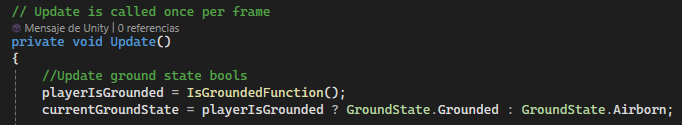 // Update is called once per frame
Mensaje de Unity | 0 referencias
private void Update()
{
//Update ground state bools
playerIsGrounded = IsGroundedFunction();
currentGroundState = playerIsGrounded ? GroundState.Grounded : GroundState.Airborn;